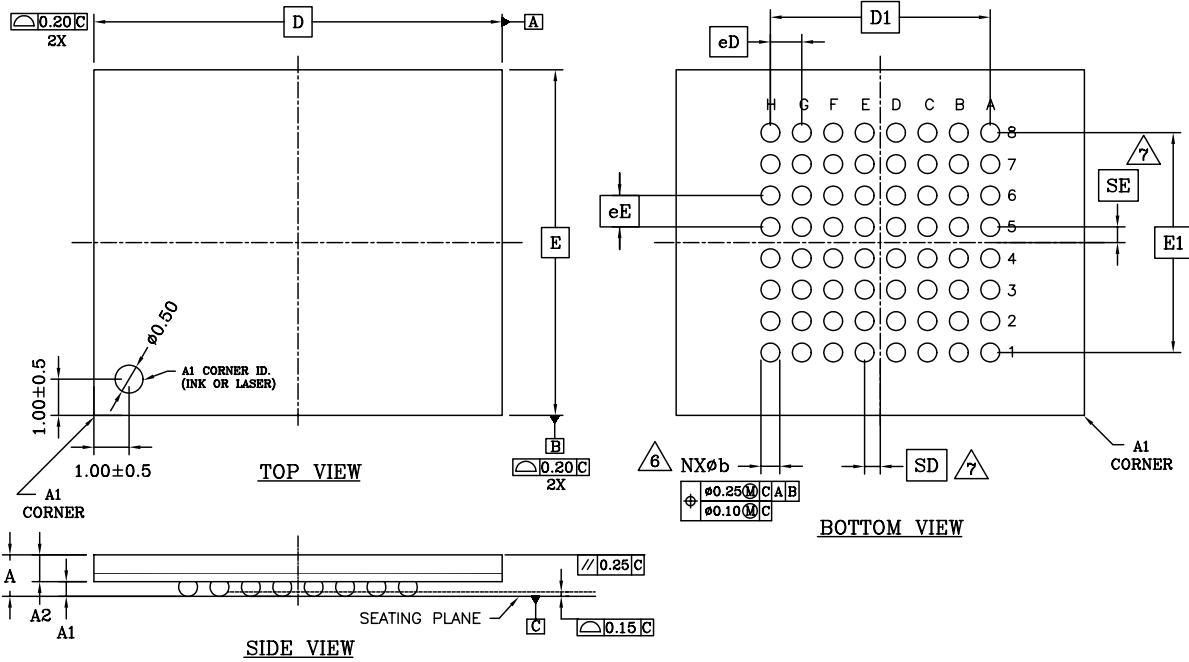 ⌓ 0.20 C
2X
D
A
D1
eD
H G F E D C B A
8
7
6
5
4
3
2
1
7
SE
eE
E
E1
ø0.50
1.00±0.5
A1 CORNER ID.
(INK OR LASER)
1.00±0.5
TOP VIEW
A1
CORNER
B
⌓ 0.20 C
2X
6
NXøb
SD
7
⌖ ø0.25Ⓜ C A B
ø0.10Ⓜ C
A1
CORNER
BOTTOM VIEW
A
A2
A1
// 0.25 C
SEATING PLANE
C
⌓ 0.15 C
SIDE VIEW